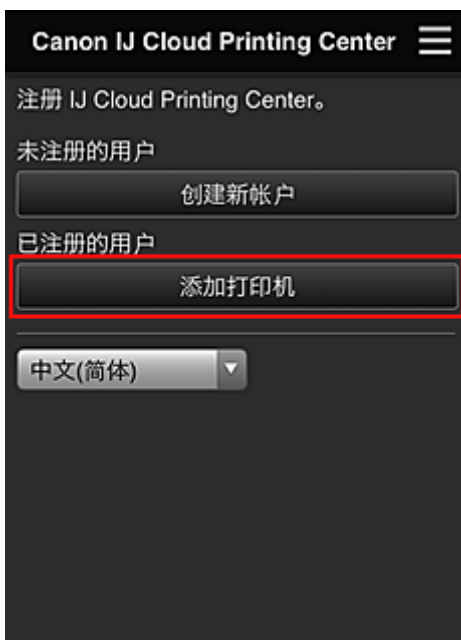 Canon IJ Cloud Printing Center
注册 IJ Cloud Printing Center。
未注册的用户
创建新帐户
已注册的用户
添加打印机
中文(简体)